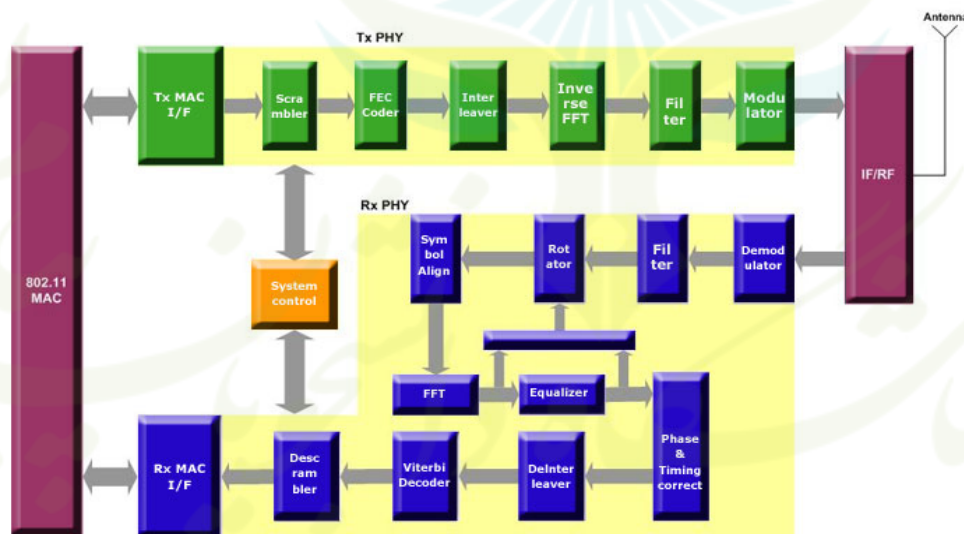 Antenna
Tx PHY
Tx MAC
I/F
Scra
mbler
FEC
Coder
Inter
leaver
Inve
rse
FFT
Fil
ter
Modu
lator
IF/RF
Rx PHY
802.11
MAC
System
control
Sym
bol
Align
Rot
ator
Fil
ter
Demod
ulator
FFT
Equalizer
Phase
&
Timing
correct
Rx MAC
I/F
Desc
ram
bler
Viterbi
Decoder
DeInter
leaver